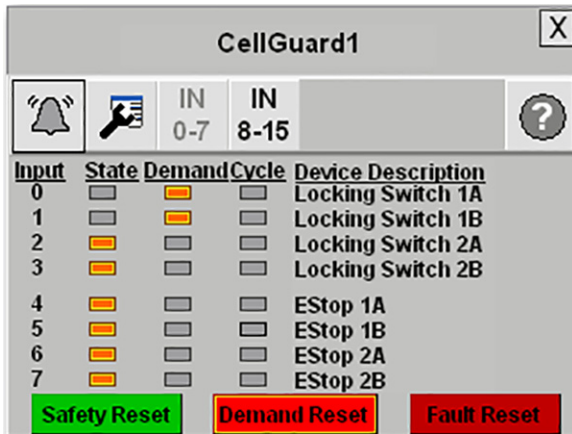 CellGuard1
X
IN 0-7
IN 8-15
?
Input State Demand Cycle Device Description
0 Locking Switch 1A
1 Locking Switch 1B
2 Locking Switch 2A
3 Locking Switch 2B
4 EStop 1A
5 EStop 1B
6 EStop 2A
7 EStop 2B
Safety Reset Demand Reset Fault Reset